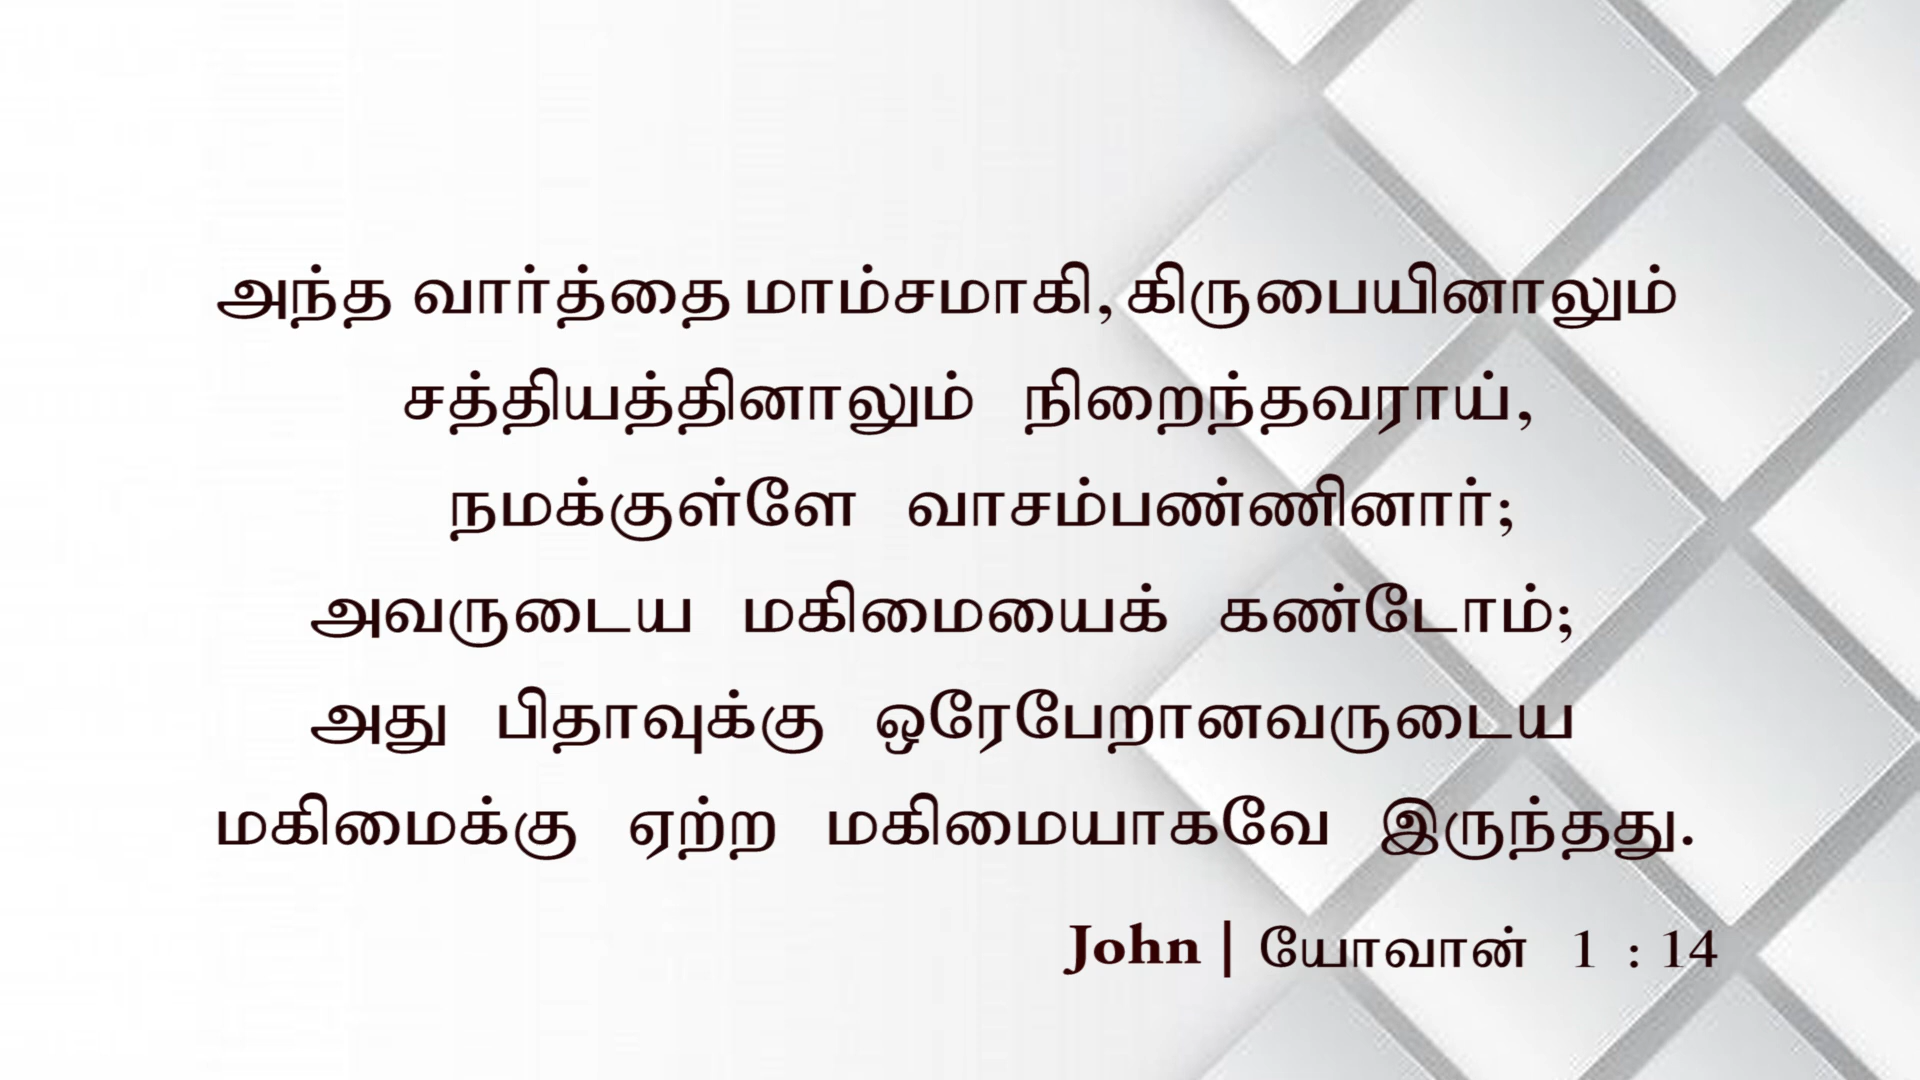 அந்த வார்த்தை மாம்சமாகி, கிருபையினாலும்
சத்தியத்தினாலும் நிறைந்தவராய்,
நமக்குள்ளே வாசம்பண்ணினார்;
அவருடைய மகிமையைக் கண்டோம்;
அது பிதாவுக்கு ஒரேபேறானவருடைய
மகிமைக்கு ஏற்ற மகிமையாகவே இருந்தது.
John | யோவான் 1 : 14